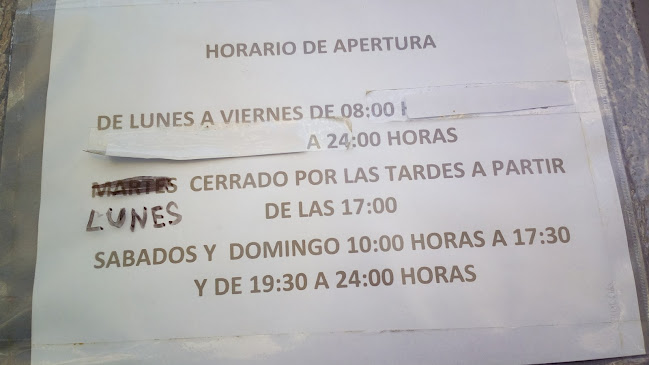 HORARIO DE APERTURA
DE LUNES A VIERNES DE 08:00
A 24:00 HORAS
MARTES CERRADO POR LAS TARDES A PARTIR
LUNES DE LAS 17:00
SABADOS Y DOMINGO 10:00 HORAS A 17:30
Y DE 19:30 A 24:00 HORAS